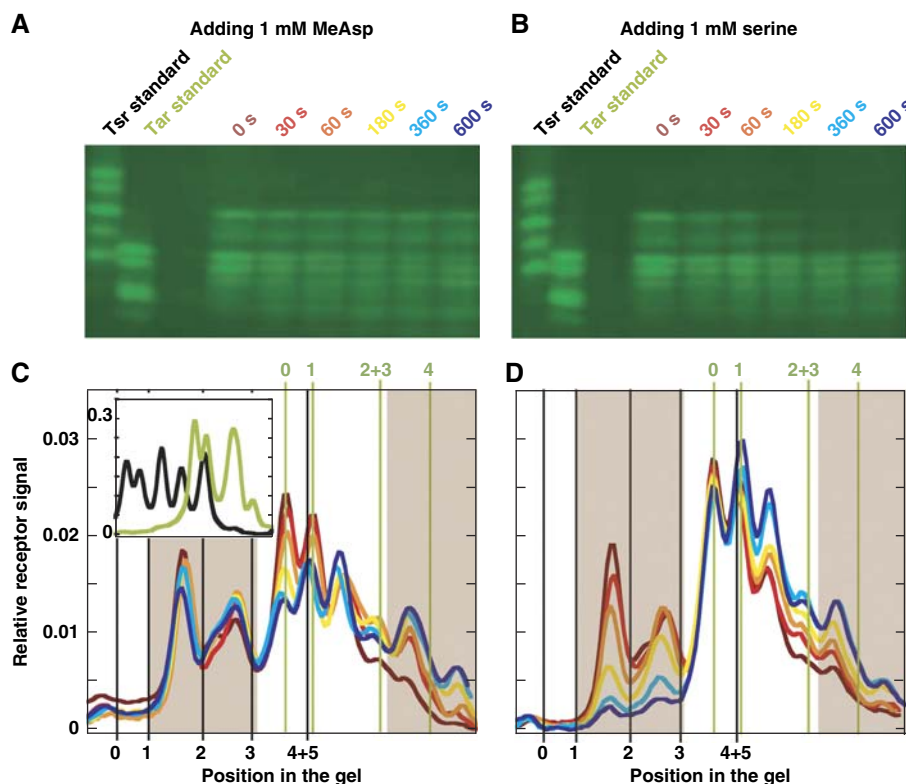 A
Adding 1 mM MeAsp
Tsr standard
Tar standard
0 s
30 s
60 s
180 s
360 s
600 s
B
Adding 1 mM serine
Tsr standard
Tar standard
0 s
30 s
60 s
180 s
360 s
600 s
C
0 1 2+3 4
0.3
0
0.03
0.02
0.01
0
Relative receptor signal
0 1 2 3 4+5
Position in the gel
D
0 1 2+3 4
0 1 2 3 4+5
Position in the gel